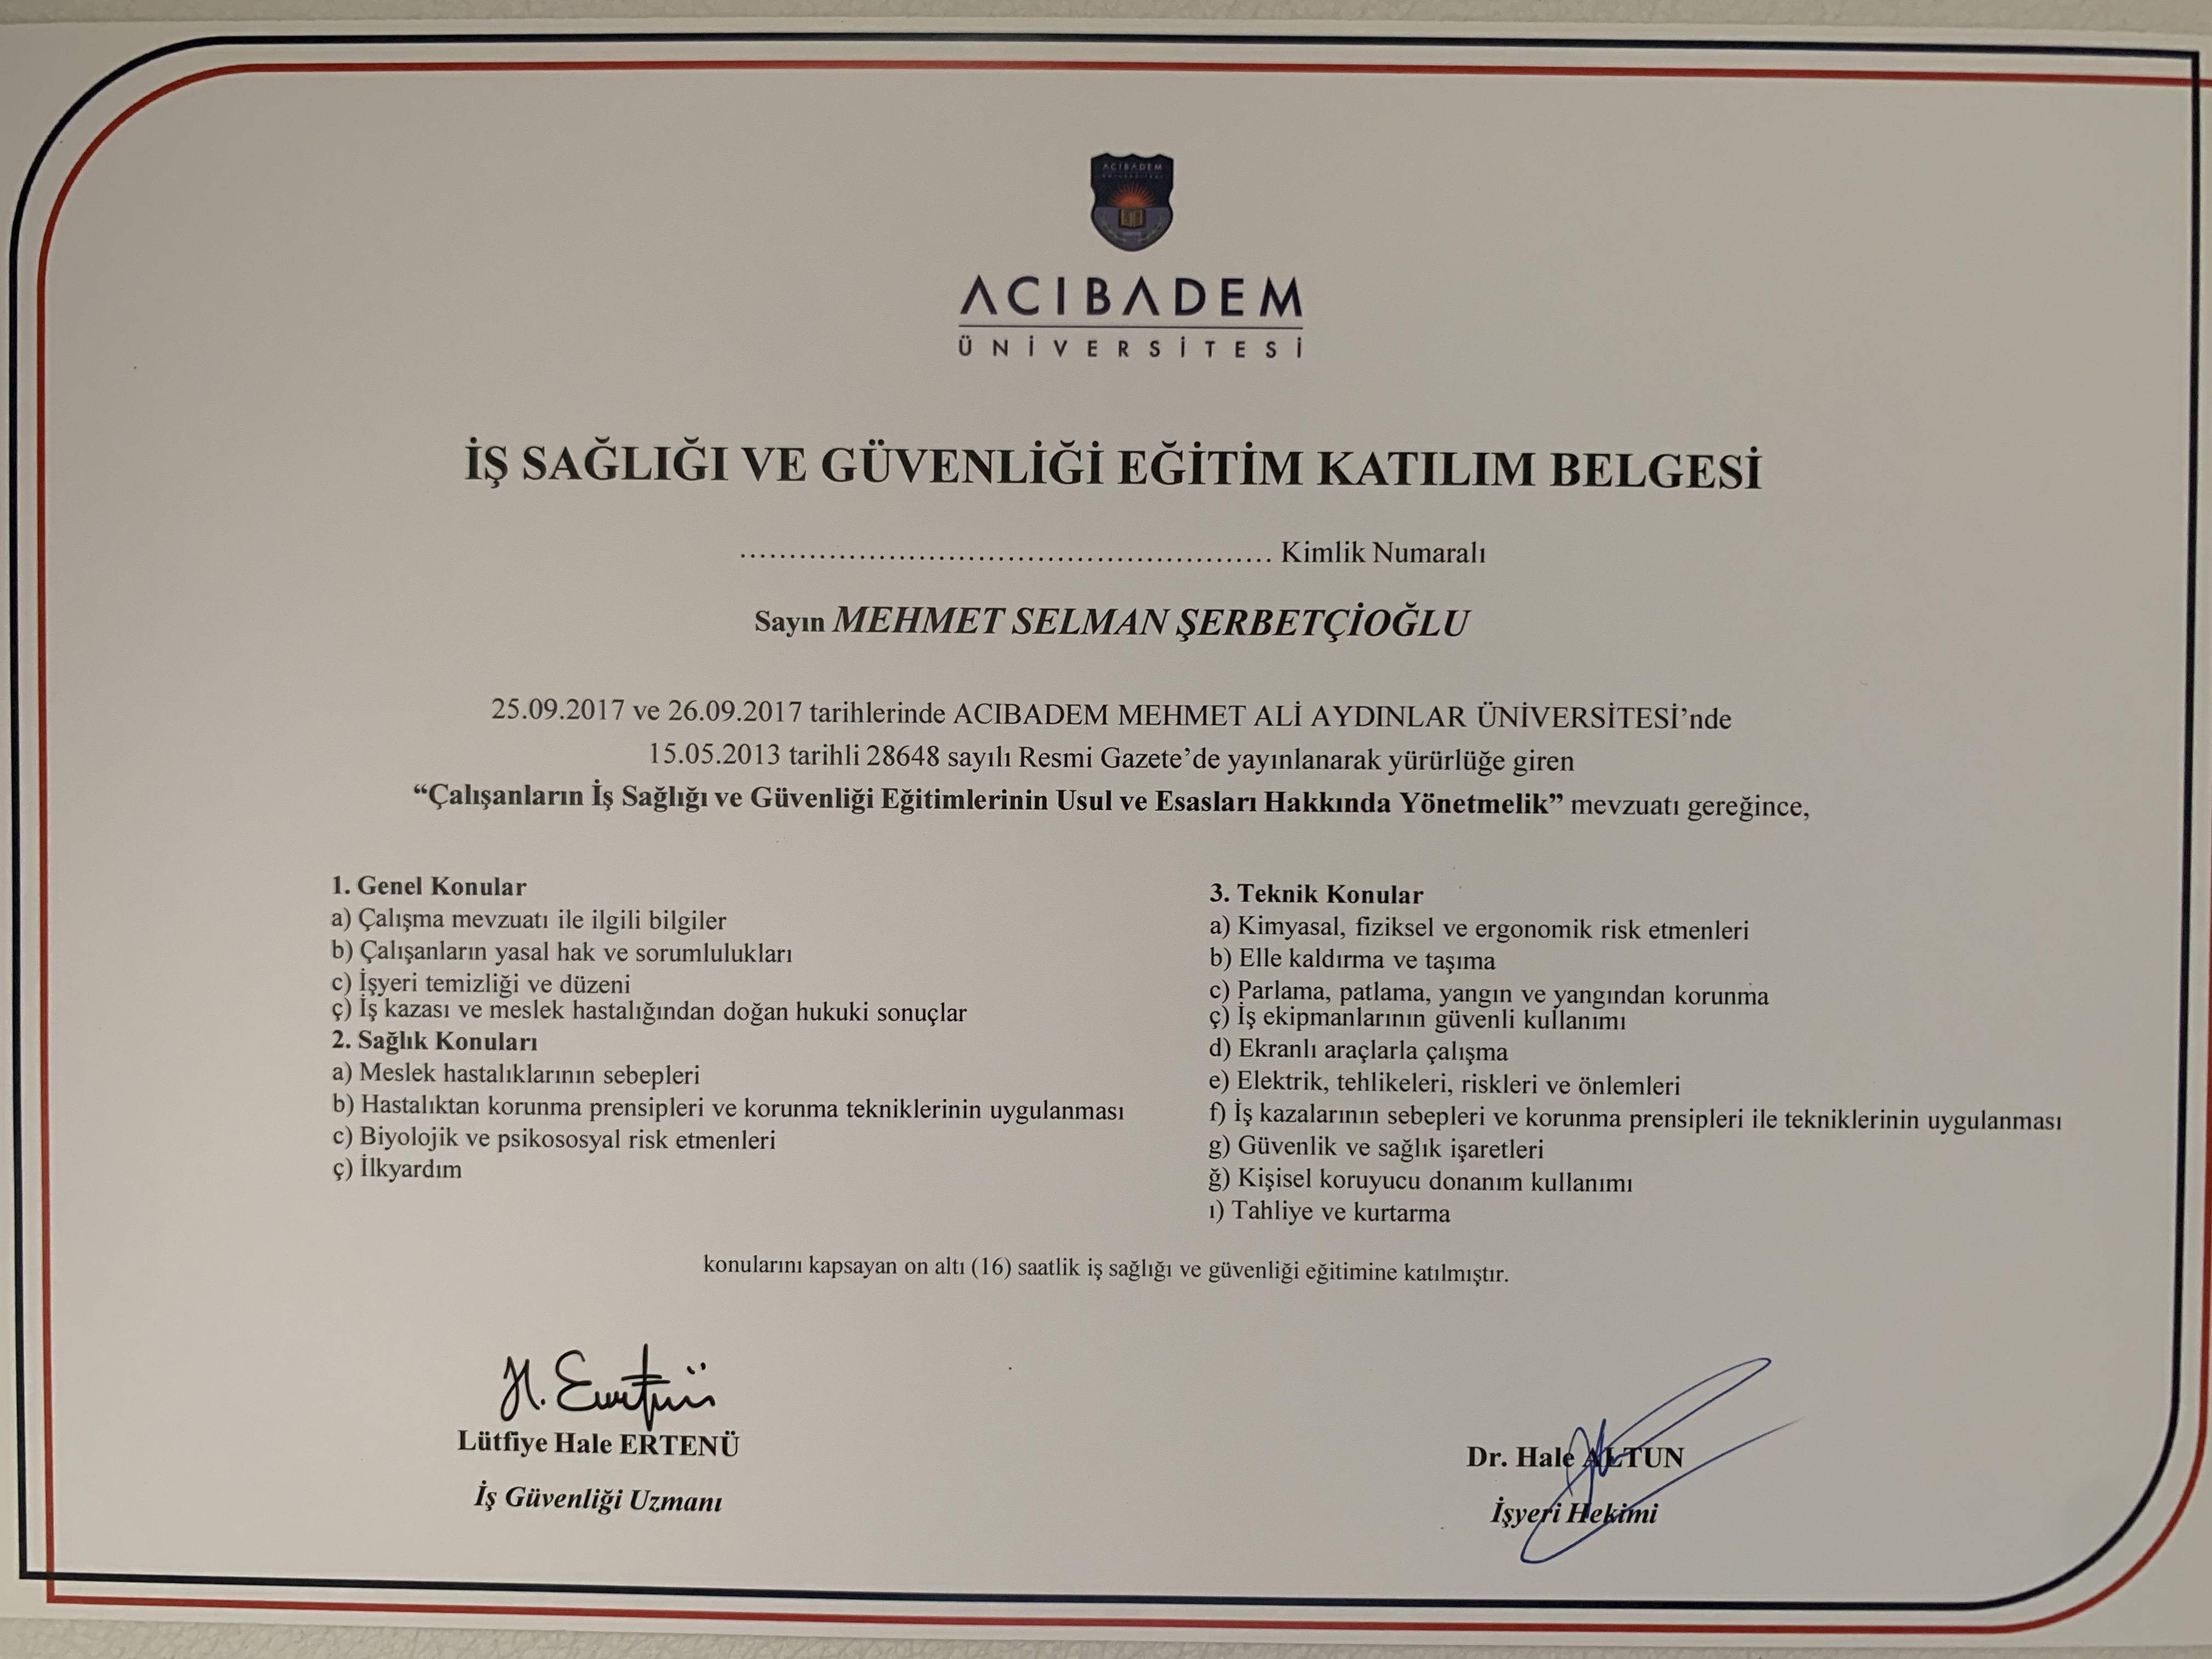 ACIBADEM
ÜNİVERSİTESİ
ACIBADEM
ÜNİVERSİTESİ
İŞ SAĞLIĞI VE GÜVENLİĞİ EĞİTİM KATILIM BELGESİ
...................................................... Kimlik Numaralı
Sayın MEHMET SELMAN ŞERBETÇİOĞLU
25.09.2017 ve 26.09.2017 tarihlerinde ACIBADEM MEHMET ALİ AYDINLAR ÜNİVERSİTESİ’nde
15.05.2013 tarihli 28648 sayılı Resmi Gazete’de yayınlanarak yürürlüğe giren
“Çalışanların İş Sağlığı ve Güvenliği Eğitimlerinin Usul ve Esasları Hakkında Yönetmelik” mevzuatı gereğince,
1. Genel Konular
a) Çalışma mevzuatı ile ilgili bilgiler
b) Çalışanların yasal hak ve sorumlulukları
c) İşyeri temizliği ve düzeni
ç) İş kazası ve meslek hastalığından doğan hukuki sonuçlar
2. Sağlık Konuları
a) Meslek hastalıklarının sebepleri
b) Hastalıktan korunma prensipleri ve korunma tekniklerinin uygulanması
c) Biyolojik ve psikososyal risk etmenleri
ç) İlkyardım
3. Teknik Konular
a) Kimyasal, fiziksel ve ergonomik risk etmenleri
b) Elle kaldırma ve taşıma
c) Parlama, patlama, yangın ve yangından korunma
ç) İş ekipmanlarının güvenli kullanımı
d) Ekranlı araçlarla çalışma
e) Elektrik, tehlikeleri, riskleri ve önlemleri
f) İş kazalarının sebepleri ve korunma prensipleri ile tekniklerinin uygulanması
g) Güvenlik ve sağlık işaretleri
ğ) Kişisel koruyucu donanım kullanımı
ı) Tahliye ve kurtarma
konularını kapsayan on altı (16) saatlik iş sağlığı ve güvenliği eğitimine katılmıştır.
Lütfiye Hale ERTENÜ
İş Güvenliği Uzmanı
Dr. Hale ALTUN
İşyeri Hekimi